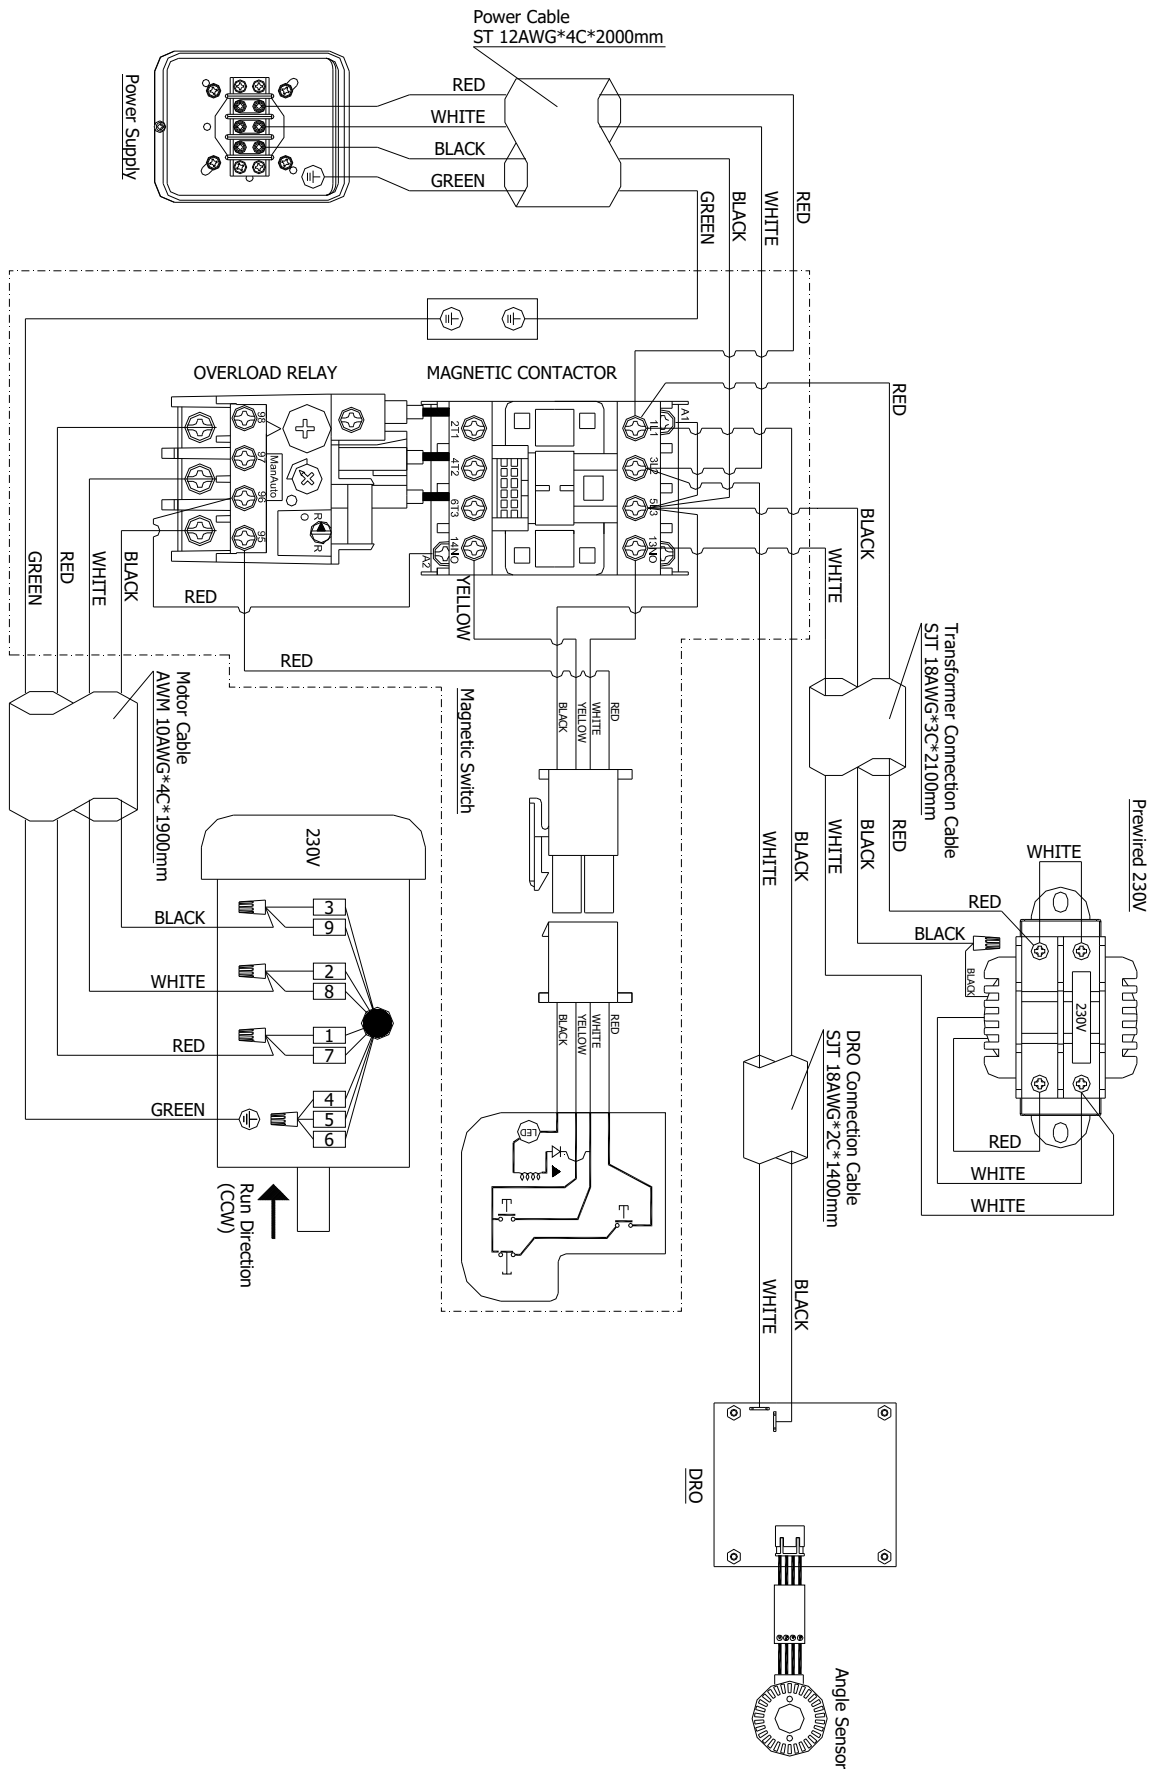 Power Cable
ST 12AWG*4C*2000mm
Power Supply
RED
WHITE
BLACK
GREEN
GREEN
BLACK
WHITE
RED
OVERLOAD RELAY
MAGNETIC CONTACTOR
RED
98
97
96
95
ManAuto
R
R
2T1
4T2
6T3
14NO
A2
A1
1L1
3L2
5L3
13NO
GREEN
RED
WHITE
BLACK
RED
YELLOW
BLACK
WHITE
RED
Motor Cable
AWM 10AWG*4C*1900mm
Magnetic Switch
BLACK
YELLOW
WHITE
RED
Transformer Connection Cable
SJT 18AWG*3C*2100mm
WHITE
BLACK
WHITE
BLACK
RED
Prewired 230V
WHITE
RED
BLACK
BLACK
230V
RED
WHITE
WHITE
230V
BLACK
WHITE
RED
GREEN
3
9
2
8
1
7
4
5
6
Run Direction
(CCW)
BLACK
YELLOW
WHITE
RED
LED
DRO Connection Cable
SJT 18AWG*2C*1400mm
WHITE
BLACK
DRO
Angle Sensor